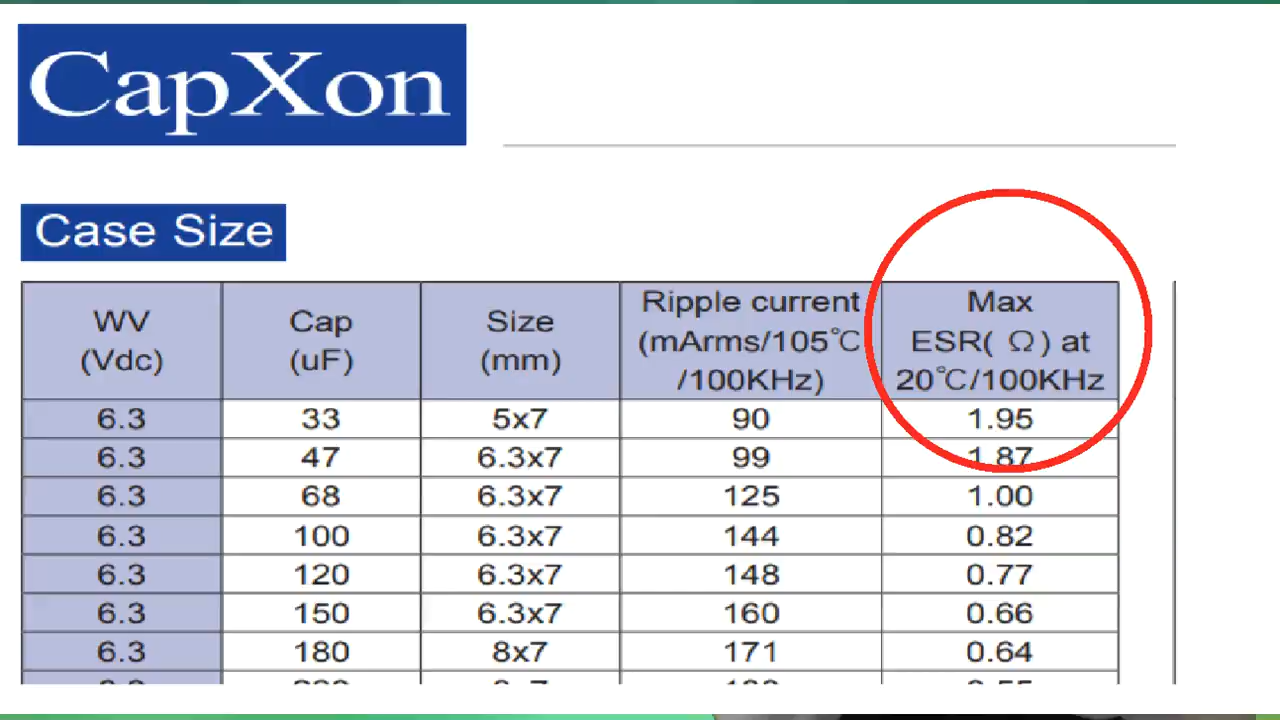 CapXon
Case Size
WV (Vdc) Cap (uF) Size (mm) Ripple current (mArms/105℃ /100KHz) Max ESR( Ω ) at 20℃/100KHz
6.3 33 5x7 90 1.95
6.3 47 6.3x7 99 1.87
6.3 68 6.3x7 125 1.00
6.3 100 6.3x7 144 0.82
6.3 120 6.3x7 148 0.77
6.3 150 6.3x7 160 0.66
6.3 180 8x7 171 0.64